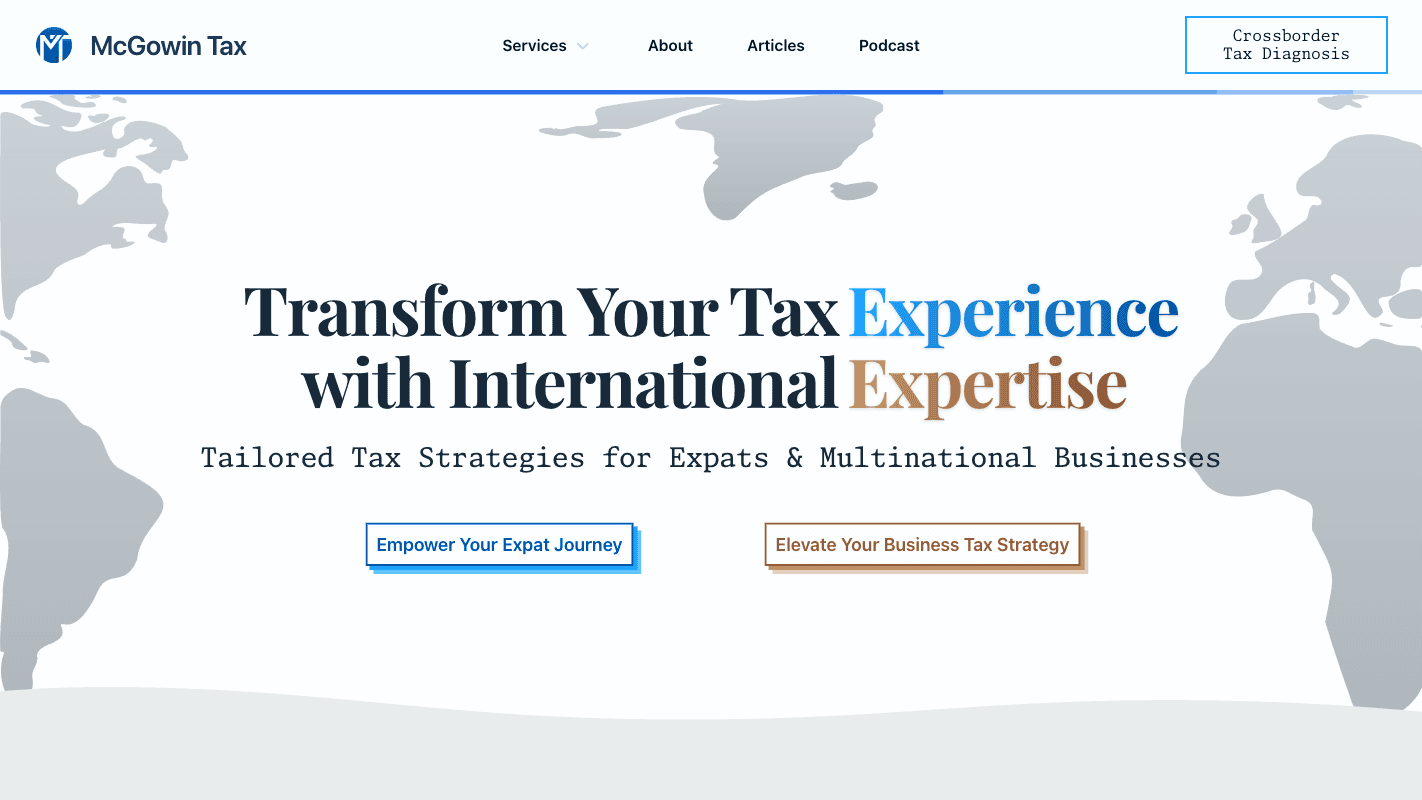 McGowin Tax
Services
About
Articles
Podcast
Crossborder
Tax Diagnosis
Transform Your Tax Experience
with International Expertise
Tailored Tax Strategies for Expats & Multinational Businesses
Empower Your Expat Journey
Elevate Your Business Tax Strategy